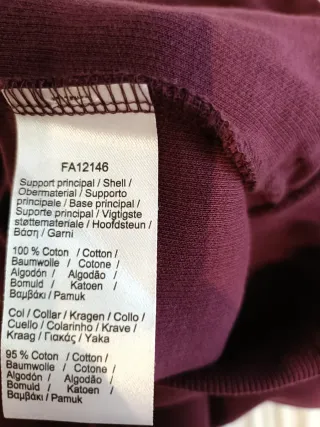 FA12146
Support principal / Shell /
Obermaterial / Supporto
principale / Base principal /
Suporte principal / Vigtigste
støttemateriale / Hoofdsteun /
Βάση / Garni
100 % Coton / Cotton /
Baumwolle / Cotone /
Algodón / Algodão /
Bomuld / Katoen /
Βαμβάκι / Pamuk
Col / Collar / Kragen / Collo /
Cuello / Colarinho / Krave /
Kraag / Γιακάς / Yaka
95 % Coton / Cotton /
Baumwolle / Cotone /
Algodón / Algodão /
Bomuld / Katoen /
Βαμβάκι / Pamuk